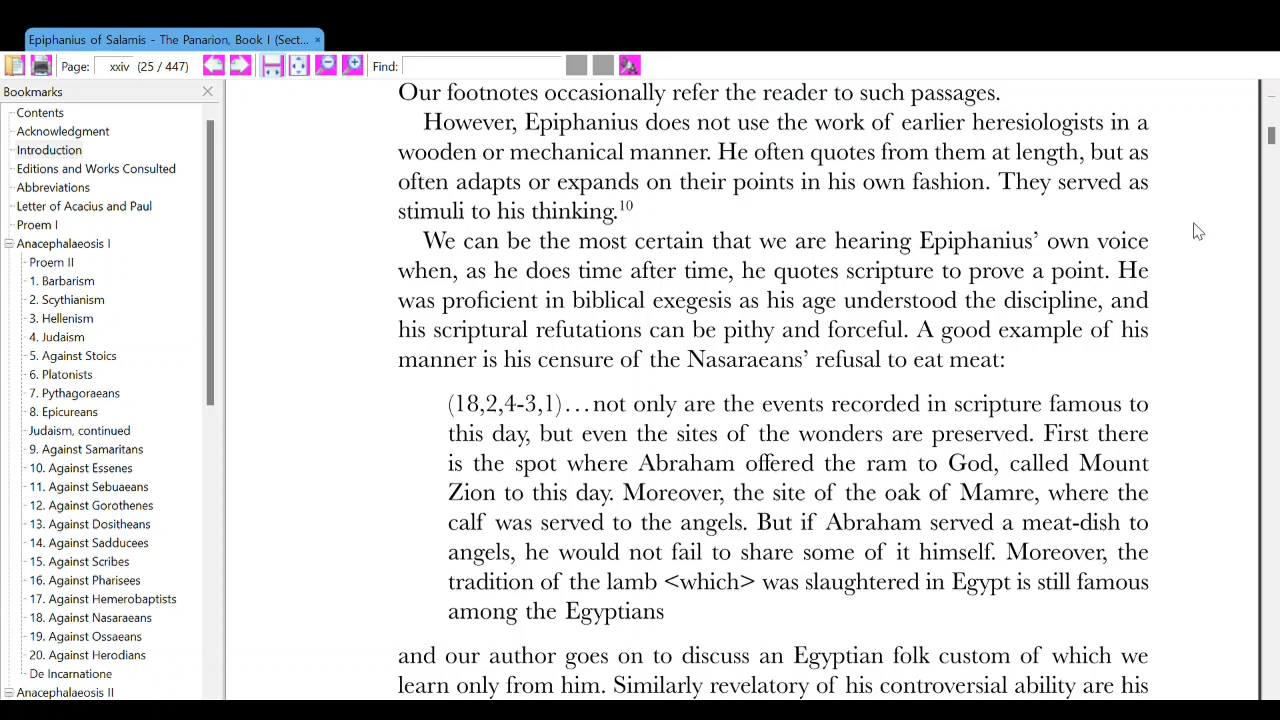 Epiphanius of Salamis - The Panarion, Book I (Sect... ×
Page: xxiv (25 / 447) Find:
Bookmarks
Contents
Acknowledgment
Introduction
Editions and Works Consulted
Abbreviations
Letter of Acacius and Paul
Proem I
Anacephalaeosis I
Proem II
1. Barbarism
2. Scythianism
3. Hellenism
4. Judaism
5. Against Stoics
6. Platonists
7. Pythagoraeans
8. Epicureans
Judaism, continued
9. Against Samaritans
10. Against Essenes
11. Against Sebuaeans
12. Against Gorothenes
13. Against Dositheans
14. Against Sadducees
15. Against Scribes
16. Against Pharisees
17. Against Hemerobaptists
18. Against Nasaraeans
19. Against Ossaeans
20. Against Herodians
De Incarnatione
Anacephalaeosis II
Our footnotes occasionally refer the reader to such passages.
However, Epiphanius does not use the work of earlier heresiologists in a
wooden or mechanical manner. He often quotes from them at length, but as
often adapts or expands on their points in his own fashion. They served as
stimuli to his thinking.10
We can be the most certain that we are hearing Epiphanius’ own voice
when, as he does time after time, he quotes scripture to prove a point. He
was proficient in biblical exegesis as his age understood the discipline, and
his scriptural refutations can be pithy and forceful. A good example of his
manner is his censure of the Nasaraeans’ refusal to eat meat:
(18,2,4-3,1)…not only are the events recorded in scripture famous to
this day, but even the sites of the wonders are preserved. First there
is the spot where Abraham offered the ram to God, called Mount
Zion to this day. Moreover, the site of the oak of Mamre, where the
calf was served to the angels. But if Abraham served a meat-dish to
angels, he would not fail to share some of it himself. Moreover, the
tradition of the lamb <which> was slaughtered in Egypt is still famous
among the Egyptians
and our author goes on to discuss an Egyptian folk custom of which we
learn only from him. Similarly revelatory of his controversial ability are his